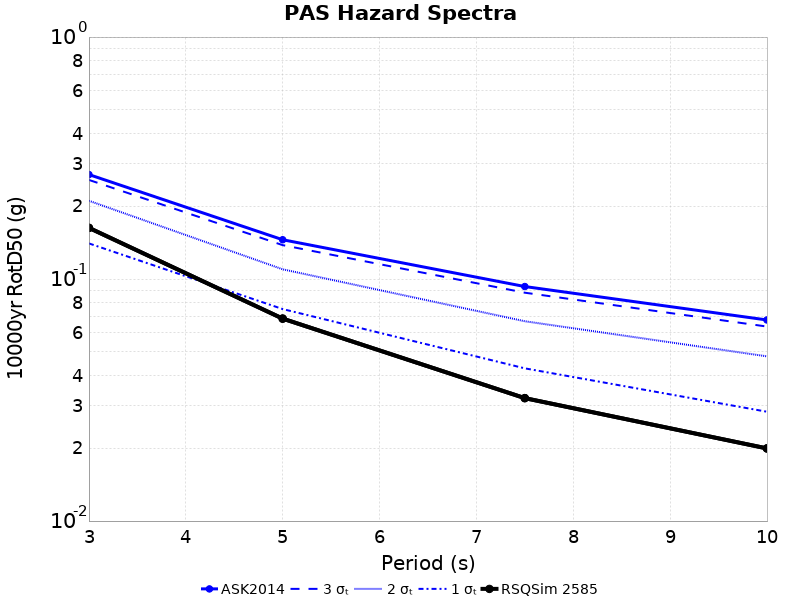 PAS Hazard Spectra
10⁰
8
6
4
3
2
10⁻¹
8
6
4
3
2
10⁻²
10000yr RotD50 (g)
3 4 5 6 7 8 9 10
Period (s)
ASK2014 3 σₜ 2 σₜ 1 σₜ RSQSim 2585